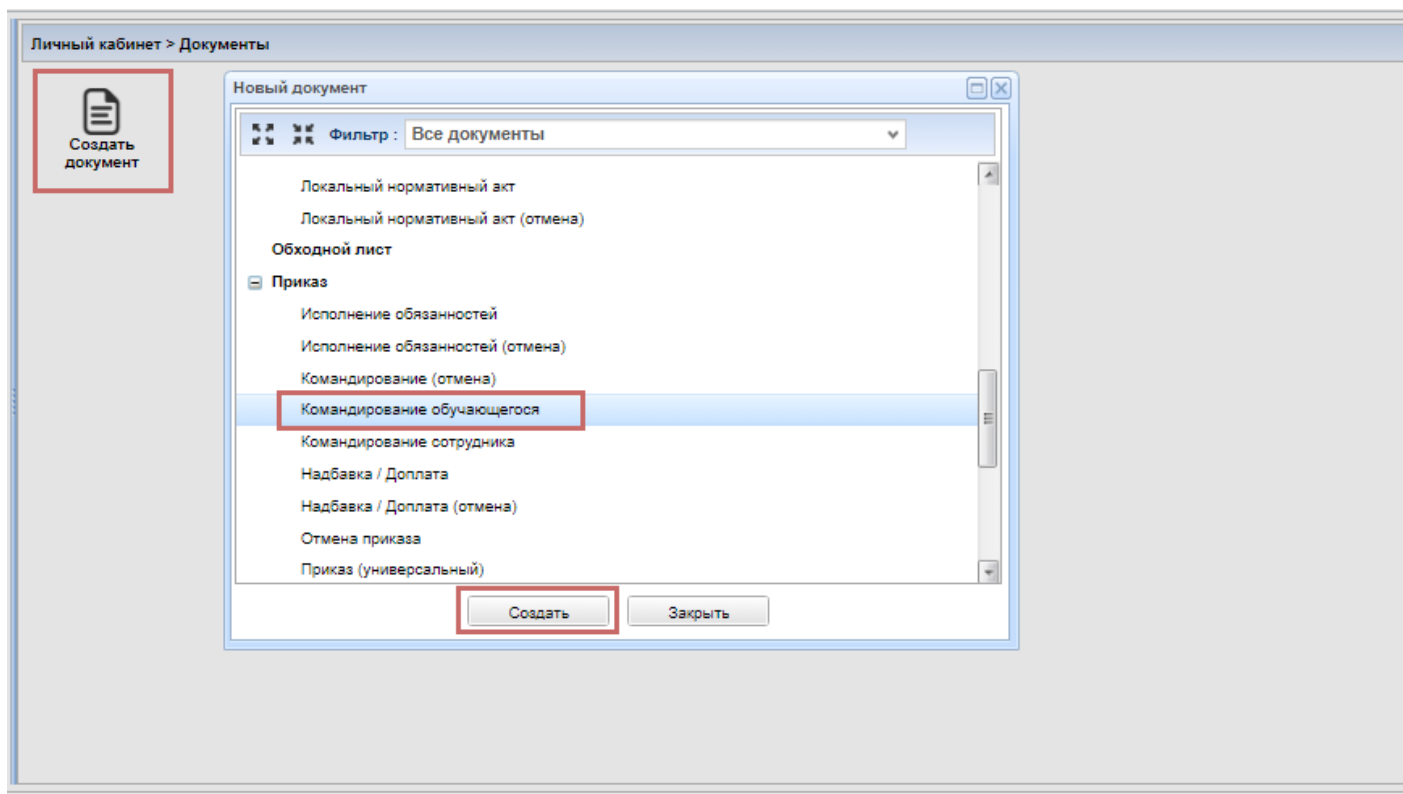 Личный кабинет > Документы
Создать
документ
Новый документ
Фильтр : Все документы
Локальный нормативный акт
Локальный нормативный акт (отмена)
Обходной лист
Приказ
Исполнение обязанностей
Исполнение обязанностей (отмена)
Командирование (отмена)
Командирование обучающегося
Командирование сотрудника
Надбавка / Доплата
Надбавка / Доплата (отмена)
Отмена приказа
Приказ (универсальный)
Создать Закрыть